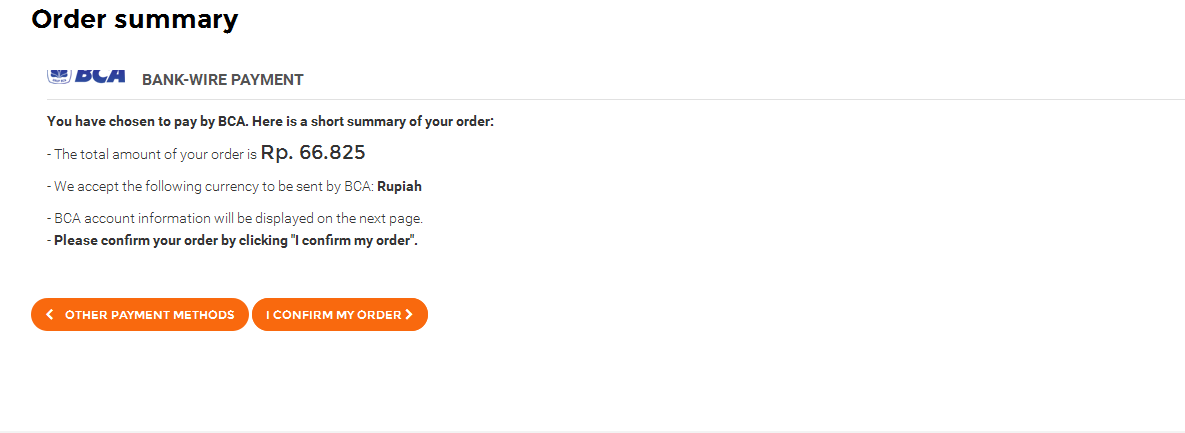 Order summary
BCA BANK-WIRE PAYMENT
You have chosen to pay by BCA. Here is a short summary of your order:
- The total amount of your order is Rp. 66.825
- We accept the following currency to be sent by BCA: Rupiah
- BCA account information will be displayed on the next page.
- Please confirm your order by clicking "I confirm my order".
OTHER PAYMENT METHODS I CONFIRM MY ORDER